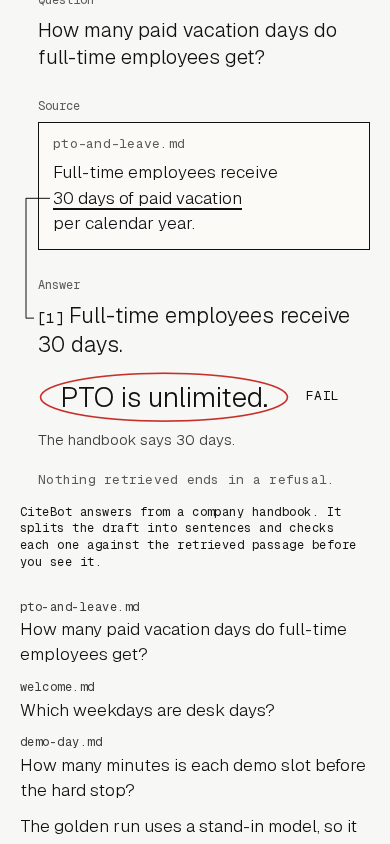 Question
How many paid vacation days do
full-time employees get?
Source
pto-and-leave.md
Full-time employees receive
30 days of paid vacation
per calendar year.
Answer
[1] Full-time employees receive
30 days.
PTO is unlimited. FAIL
The handbook says 30 days.
Nothing retrieved ends in a refusal.
CiteBot answers from a company handbook. It
splits the draft into sentences and checks
each one against the retrieved passage before
you see it.
pto-and-leave.md
How many paid vacation days do full-time
employees get?
welcome.md
Which weekdays are desk days?
demo-day.md
How many minutes is each demo slot before
the hard stop?
The golden run uses a stand-in model, so it